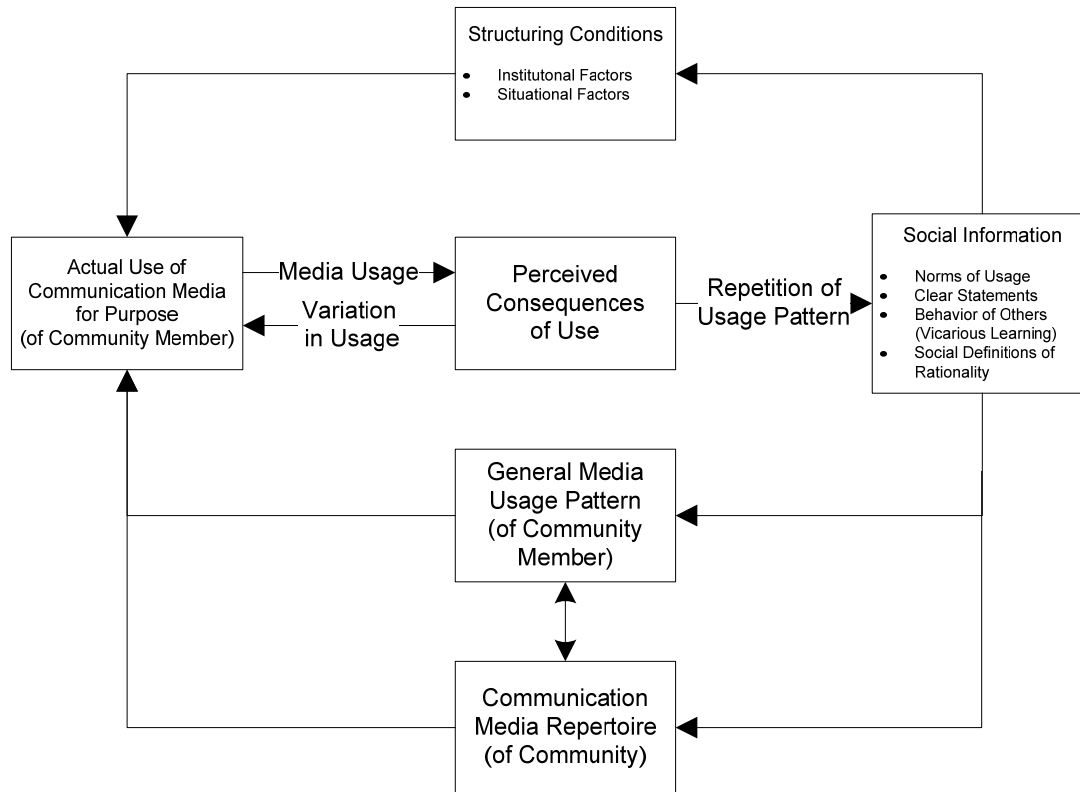 Structuring Conditions
• Institutonal Factors
• Situational Factors
Actual Use of
Communication Media
for Purpose
(of Community Member)
Media Usage
Variation
in Usage
Perceived
Consequences
of Use
Repetition of
Usage Pattern
Social Information
• Norms of Usage
• Clear Statements
• Behavior of Others
(Vicarious Learning)
• Social Definitions of
Rationality
General Media
Usage Pattern
(of Community
Member)
Communication
Media Repertoire
(of Community)